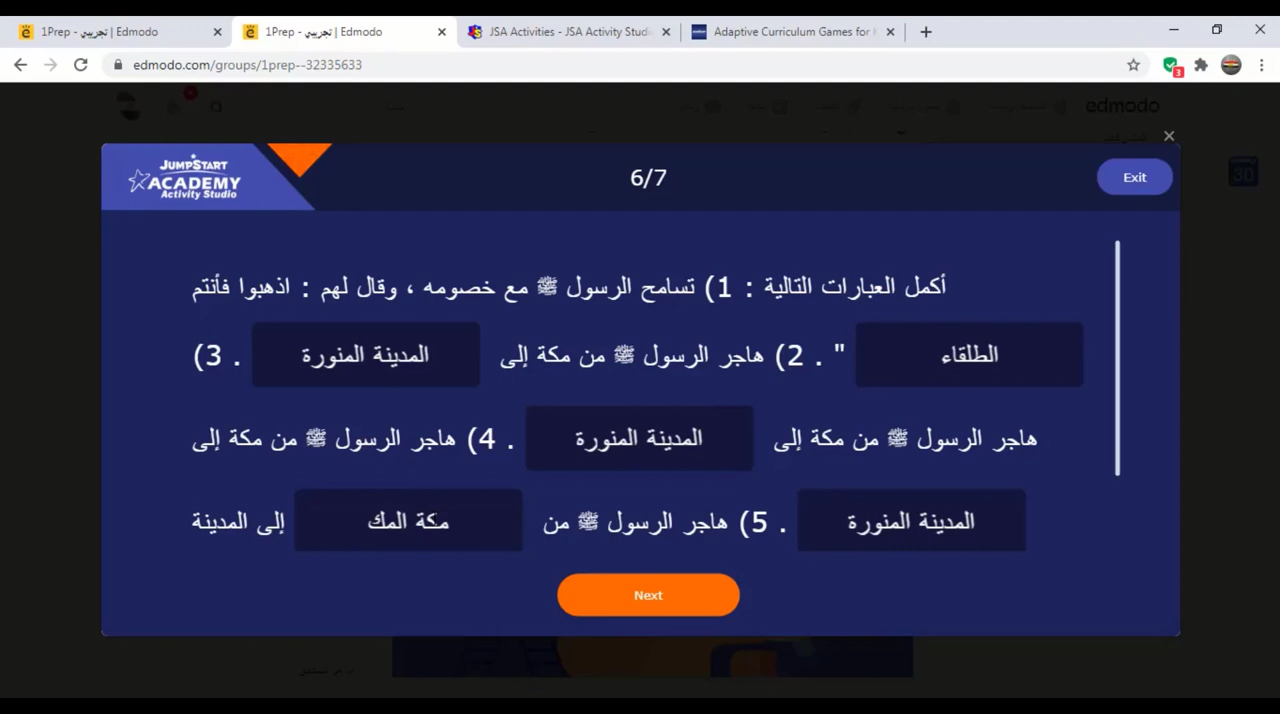 1Prep - تجريبي | Edmodo
1Prep - تجريبي | Edmodo
JSA Activities - JSA Activity Stud
Adaptive Curriculum Games for
edmodo.com/groups/1prep--32335633
3
edmodo
30
JUMPSTART
ACADEMY
Activity Studio
6/7
Exit
أكمل العبارات التالية : 1) تسامح الرسول ﷺ مع خصومه ، وقال لهم : اذهبوا فأنتم
الطلقاء " . 2) هاجر الرسول ﷺ من مكة إلى المدينة المنورة . 3)
هاجر الرسول ﷺ من مكة إلى المدينة المنورة . 4) هاجر الرسول ﷺ من مكة إلى
المدينة المنورة . 5) هاجر الرسول ﷺ من مكة المك إلى المدينة
Next